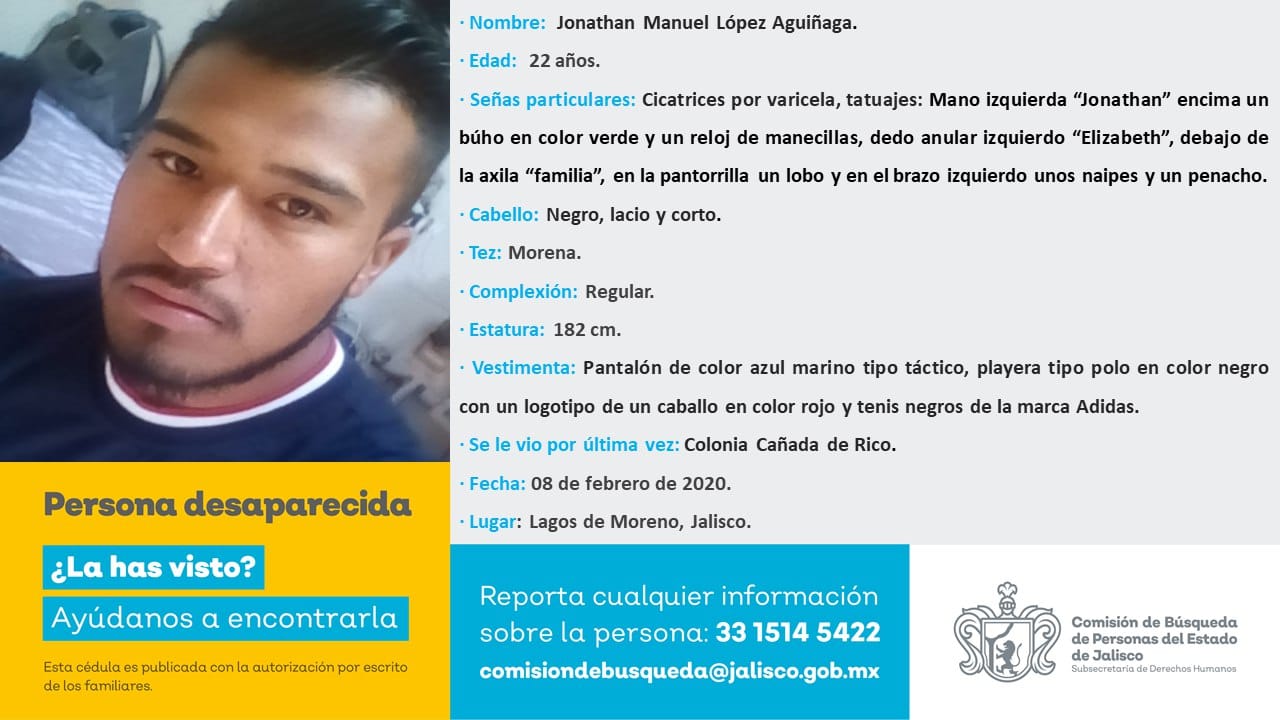 · Nombre: Jonathan Manuel López Aguiñaga.
· Edad: 22 años.
· Señas particulares: Cicatrices por varicela, tatuajes: Mano izquierda “Jonathan” encima un
búho en color verde y un reloj de manecillas, dedo anular izquierdo “Elizabeth”, debajo de
la axila “familia”, en la pantorrilla un lobo y en el brazo izquierdo unos naipes y un penacho.
· Cabello: Negro, lacio y corto.
· Tez: Morena.
· Complexión: Regular.
· Estatura: 182 cm.
· Vestimenta: Pantalón de color azul marino tipo táctico, playera tipo polo en color negro
con un logotipo de un caballo en color rojo y tenis negros de la marca Adidas.
· Se le vio por última vez: Colonia Cañada de Rico.
· Fecha: 08 de febrero de 2020.
· Lugar: Lagos de Moreno, Jalisco.
Persona desaparecida
¿La has visto?
Ayúdanos a encontrarla
Esta cédula es publicada con la autorización por escrito
de los familiares.
Reporta cualquier información
sobre la persona: 33 1514 5422
comisiondebusqueda@jalisco.gob.mx
Comisión de Búsqueda
de Personas del Estado
de Jalisco
Subsecretaría de Derechos Humanos